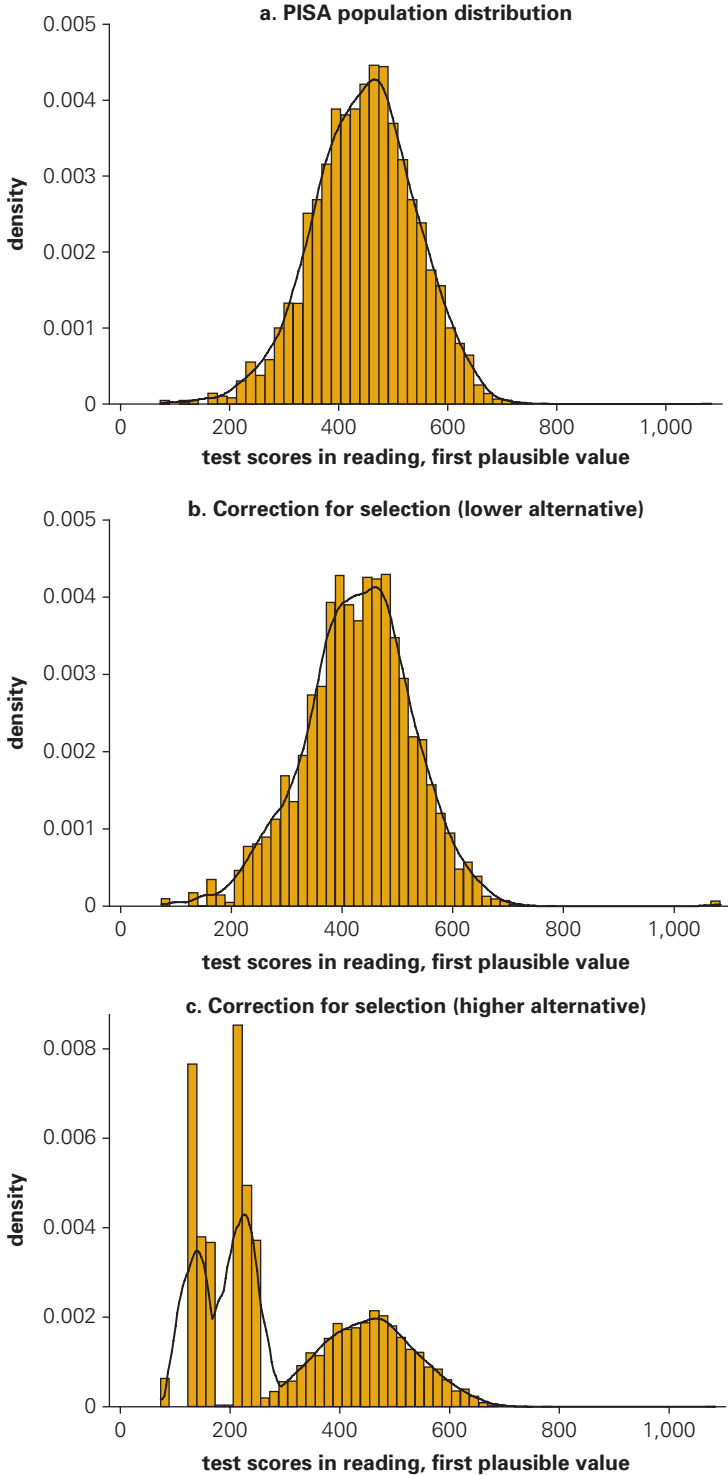 a. PISA population distribution
0.005
0.004
0.003
0.002
0.001
0
density
0 200 400 600 800 1,000
test scores in reading, first plausible value
b. Correction for selection (lower alternative)
0.005
0.004
0.003
0.002
0.001
0
density
0 200 400 600 800 1,000
test scores in reading, first plausible value
c. Correction for selection (higher alternative)
0.008
0.006
0.004
0.002
0
density
0 200 400 600 800 1,000
test scores in reading, first plausible value